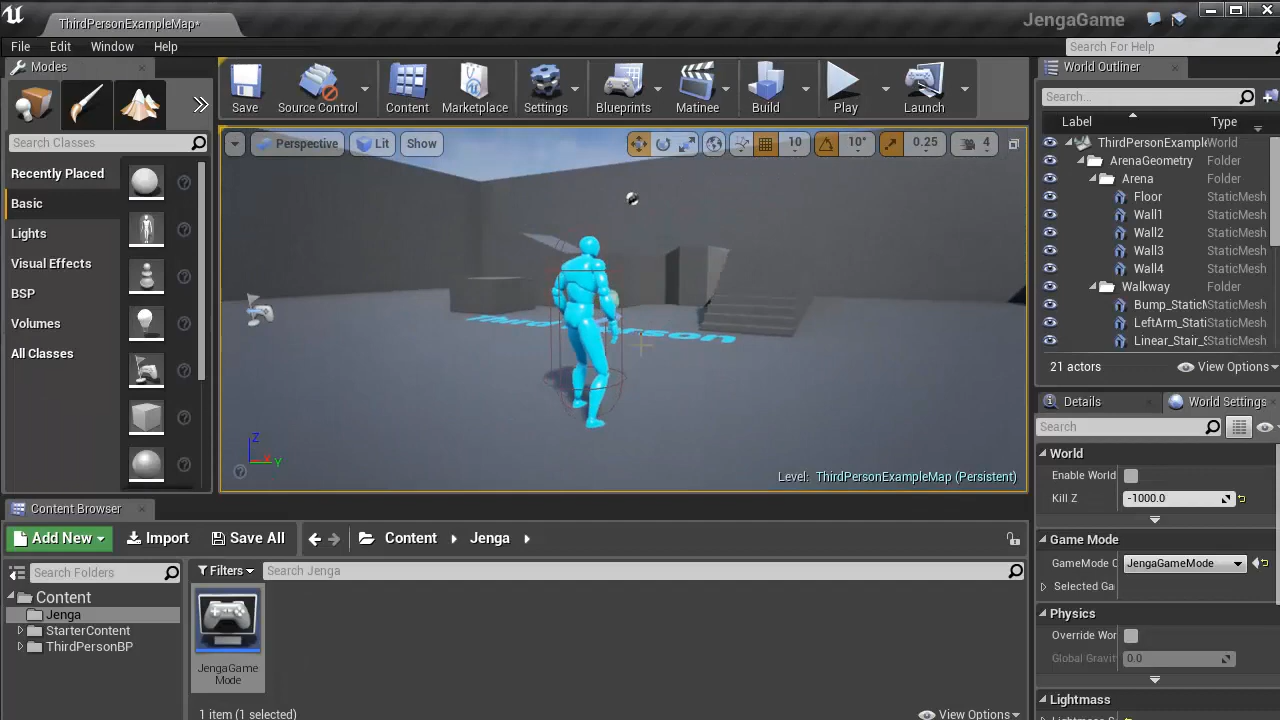 ThirdPersonExampleMap*
JengaGame
File Edit Window Help
Search For Help
Modes
Save Source Control Content Marketplace Settings Blueprints Matinee Build Play Launch
World Outliner
Search...
Label Type
Search Classes
Perspective Lit Show 10 10° 0.25 4
Recently Placed
Basic
Lights
Visual Effects
BSP
Volumes
All Classes
ThirdPersonExampl World
ArenaGeometry Folder
Arena Folder
Floor StaticMesh
Wall1 StaticMesh
Wall2 StaticMesh
Wall3 StaticMesh
Wall4 StaticMesh
Walkway Folder
Bump_StaticM StaticMesh
LeftArm_Stati StaticMesh
Linear_Stair_S StaticMesh
21 actors View Options
Z
X Y
Level: ThirdPersonExampleMap (Persistent)
Details World Settings
Search
World
Enable World
Kill Z -1000.0
Game Mode
GameMode O JengaGameMode
Selected Ga
Physics
Override Wor
Global Gravit 0.0
Lightmass
Content Browser
Add New Import Save All Content Jenga
Search Folders
Filters Search Jenga
Content
Jenga
StarterContent
ThirdPersonBP
JengaGame
Mode
1 item (1 selected) View Options